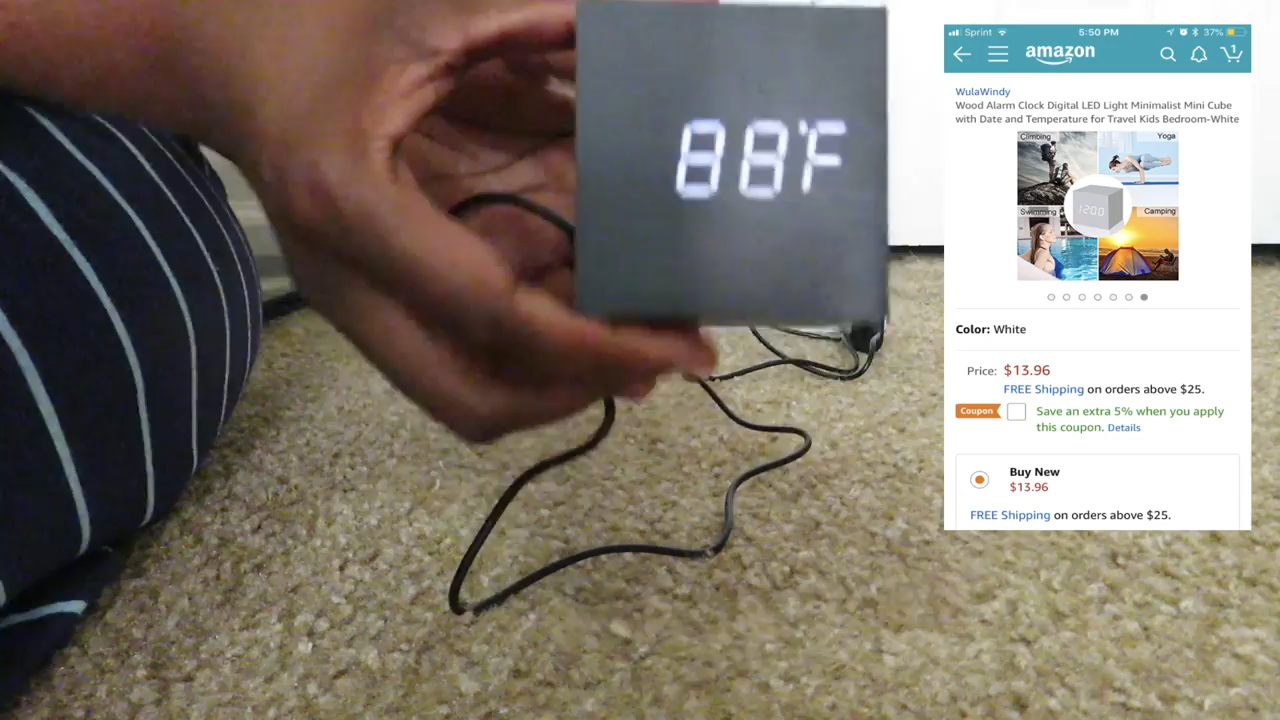 88°F
Sprint 5:50 PM 37%
amazon 1
WulaWindy
Wood Alarm Clock Digital LED Light Minimalist Mini Cube
with Date and Temperature for Travel Kids Bedroom-White
Climbing Yoga
12:00
Swimming Camping
Color: White
Price: $13.96
FREE Shipping on orders above $25.
Coupon Save an extra 5% when you apply
this coupon. Details
Buy New
$13.96
FREE Shipping on orders above $25.